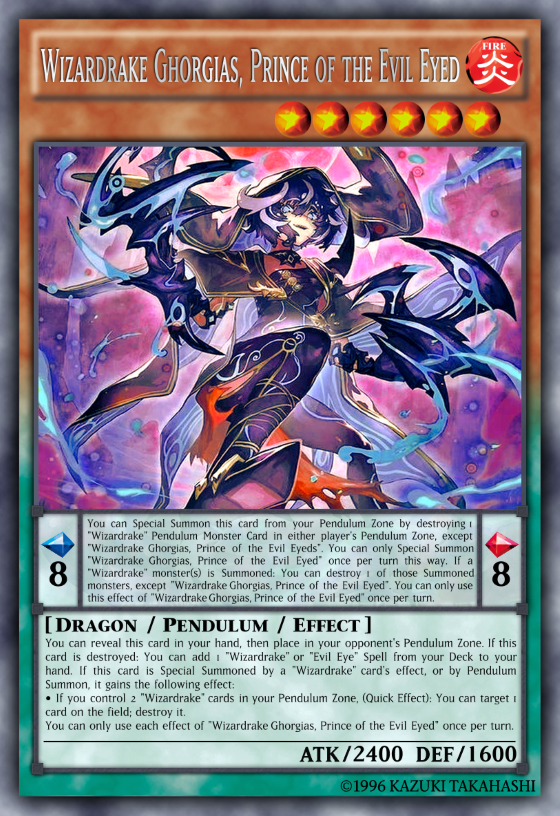 Wizardrake Ghorgias, Prince of the Evil Eyed
FIRE
炎
You can Special Summon this card from your Pendulum Zone by destroying 1
"Wizardrake" Pendulum Monster Card in either player's Pendulum Zone, except
"Wizardrake Ghorgias, Prince of the Evil Eyeds". You can only Special Summon
"Wizardrake Ghorgias, Prince of the Evil Eyed" once per turn this way. If a
"Wizardrake" monster(s) is Summoned: You can destroy 1 of those Summoned
monsters, except "Wizardrake Ghorgias, Prince of the Evil Eyed". You can only use
this effect of "Wizardrake Ghorgias, Prince of the Evil Eyed" once per turn.
8
8
[ Dragon / Pendulum / Effect ]
You can reveal this card in your hand, then place in your opponent's Pendulum Zone. If this
card is destroyed: You can add 1 "Wizardrake" or "Evil Eye" Spell from your Deck to your
hand. If this card is Special Summoned by a "Wizardrake" card's effect, or by Pendulum
Summon, it gains the following effect:
• If you control 2 "Wizardrake" cards in your Pendulum Zone, (Quick Effect): You can target 1
card on the field; destroy it.
You can only use each effect of "Wizardrake Ghorgias, Prince of the Evil Eyed" once per turn.
ATK/2400 DEF/1600
©1996 KAZUKI TAKAHASHI